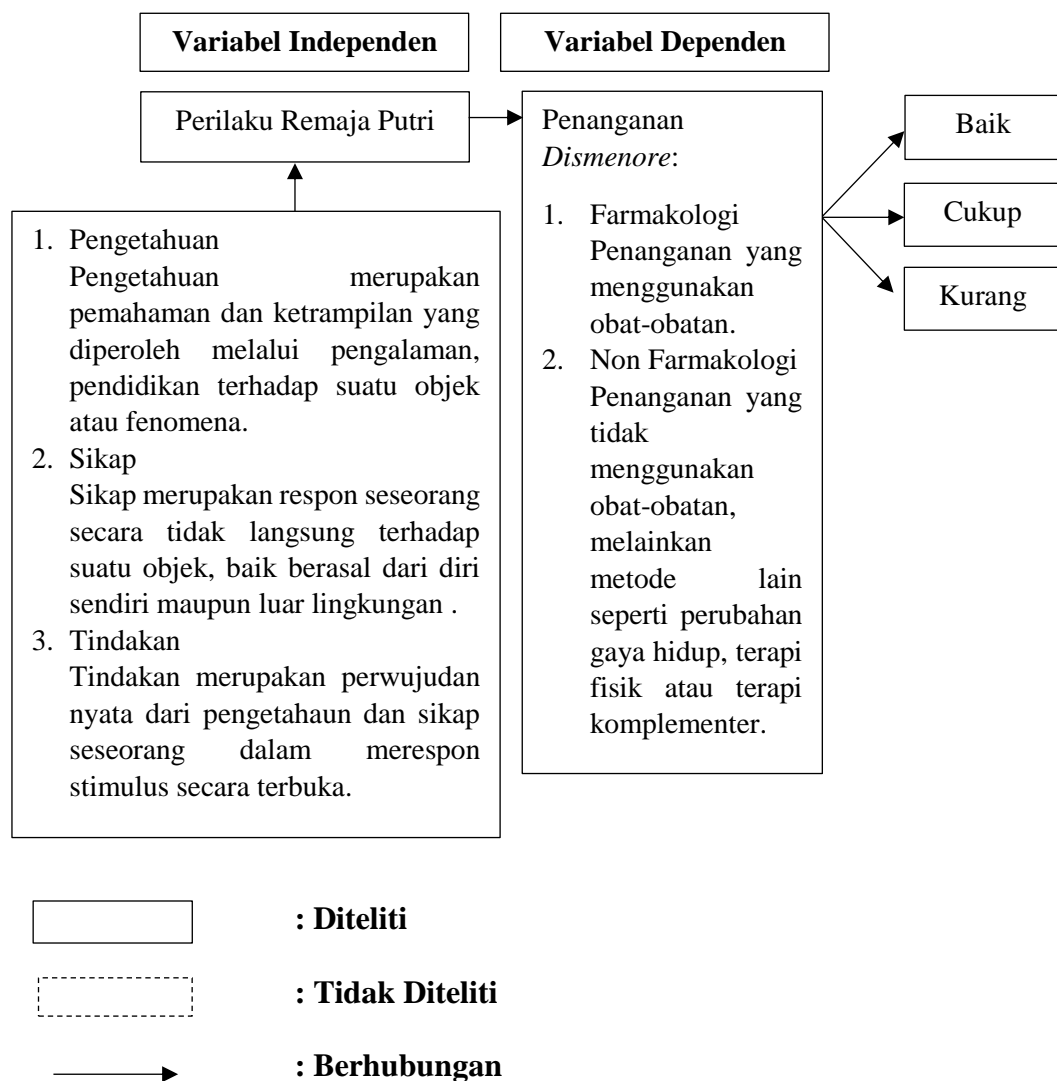 Variabel Independen
Variabel Dependen
Perilaku Remaja Putri
1. Pengetahuan
Pengetahuan merupakan
pemahaman dan ketrampilan yang
diperoleh melalui pengalaman,
pendidikan terhadap suatu objek
atau fenomena.
2. Sikap
Sikap merupakan respon seseorang
secara tidak langsung terhadap
suatu objek, baik berasal dari diri
sendiri maupun luar lingkungan .
3. Tindakan
Tindakan merupakan perwujudan
nyata dari pengetahaun dan sikap
seseorang dalam merespon
stimulus secara terbuka.
Penanganan
Dismenore:
1. Farmakologi
Penanganan yang
menggunakan
obat-obatan.
2. Non Farmakologi
Penanganan yang
tidak
menggunakan
obat-obatan,
melainkan
metode lain
seperti perubahan
gaya hidup, terapi
fisik atau terapi
komplementer.
Baik
Cukup
Kurang
: Diteliti
: Tidak Diteliti
: Berhubungan